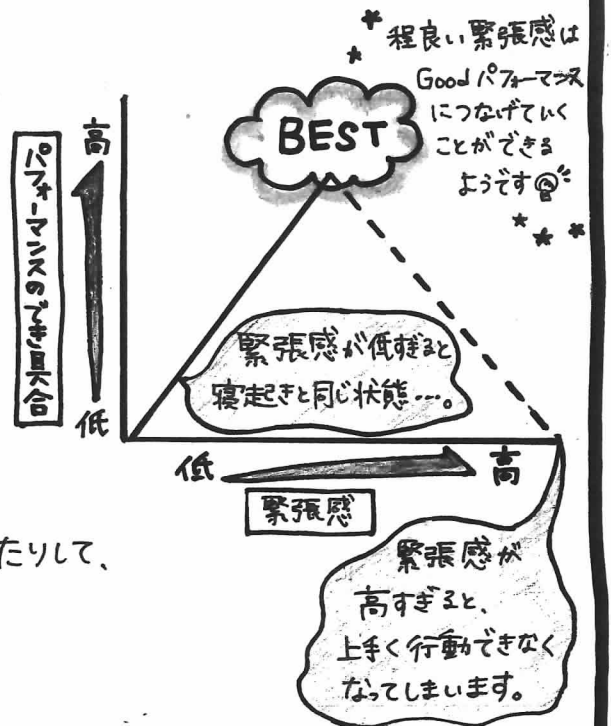 程良い緊張感は
Good パフォーマンス
につなげていく
ことができる
ようです
BEST
パフォーマンスのでき具合
高
低
緊張感が低すぎると
寝起きと同じ状態…。
低
高
緊張感
たりして、
緊張感が
高すぎると、
上手く行動できなく
なってしまいます。